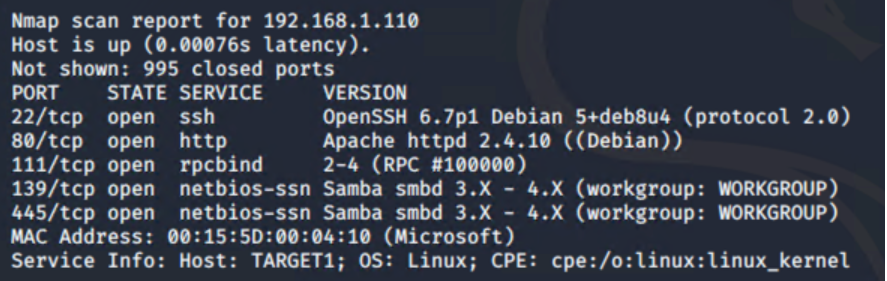 Nmap scan report for 192.168.1.110
Host is up (0.00076s latency).
Not shown: 995 closed ports
PORT    STATE SERVICE     VERSION
22/tcp  open  ssh         OpenSSH 6.7p1 Debian 5+deb8u4 (protocol 2.0)
80/tcp  open  http        Apache httpd 2.4.10 ((Debian))
111/tcp open  rpcbind     2-4 (RPC #100000)
139/tcp open  netbios-ssn Samba smbd 3.X - 4.X (workgroup: WORKGROUP)
445/tcp open  netbios-ssn Samba smbd 3.X - 4.X (workgroup: WORKGROUP)
MAC Address: 00:15:5D:00:04:10 (Microsoft)
Service Info: Host: TARGET1; OS: Linux; CPE: cpe:/o:linux:linux_kernel